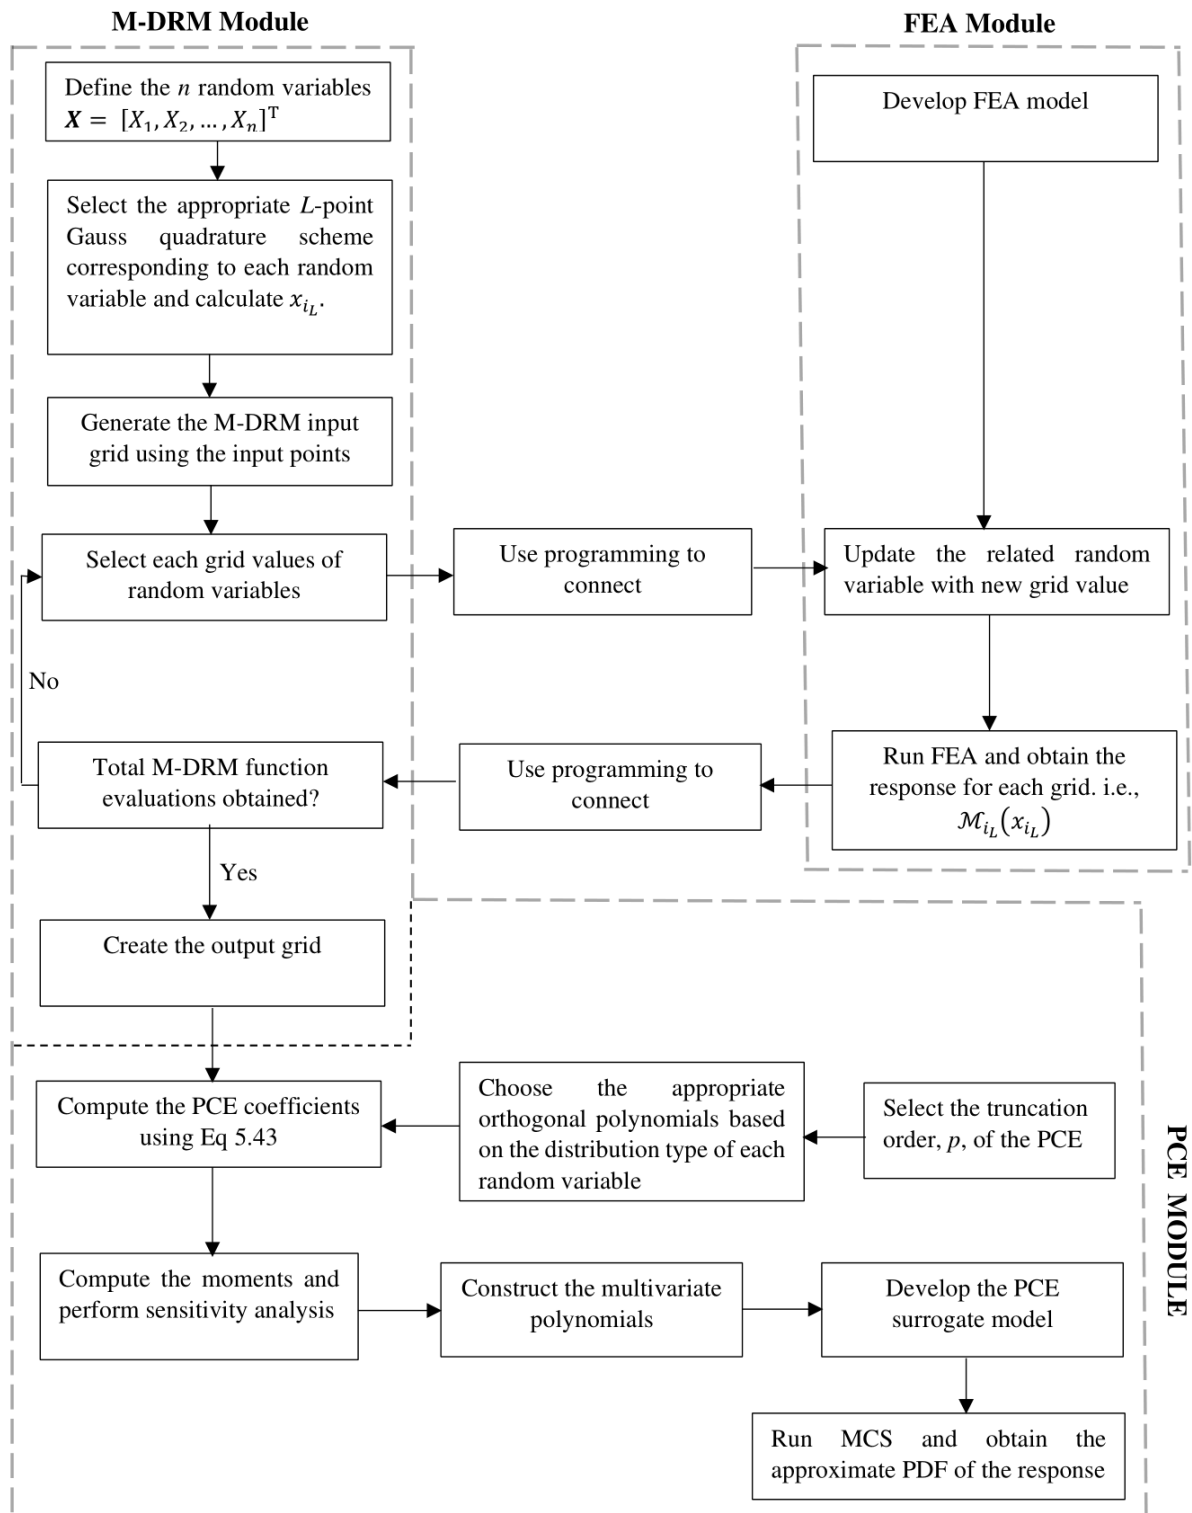 M-DRM Module
Define the n random variables
X = [X₁, X₂, … , Xₙ]ᵀ
Select the appropriate L-point
Gauss quadrature scheme
corresponding to each random
variable and calculate x_{i_L}.
Generate the M-DRM input
grid using the input points
Select each grid values of
random variables
No
Total M-DRM function
evaluations obtained?
Yes
Create the output grid
Use programming to
connect
Use programming to
connect
FEA Module
Develop FEA model
Update the related random
variable with new grid value
Run FEA and obtain the
response for each grid. i.e.,
ℳ_{i_L}(x_{i_L})
Compute the PCE coefficients
using Eq 5.43
Choose the appropriate
orthogonal polynomials based
on the distribution type of each
random variable
Select the truncation
order, p, of the PCE
PCE MODULE
Compute the moments and
perform sensitivity analysis
Construct the multivariate
polynomials
Develop the PCE
surrogate model
Run MCS and obtain the
approximate PDF of the response